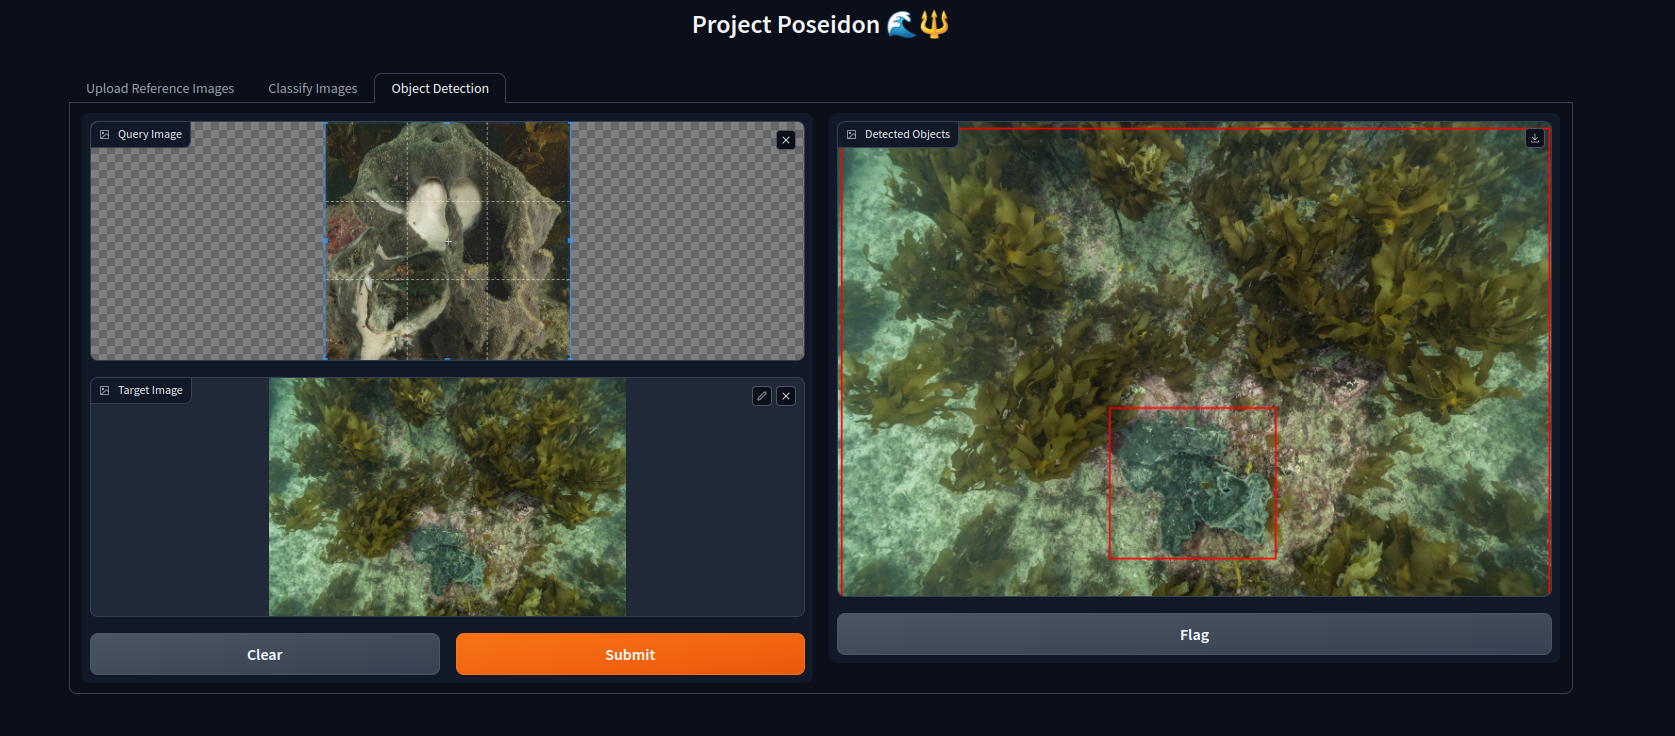 Project Poseidon 🌊🔱
Upload Reference Images
Classify Images
Object Detection
Query Image
Target Image
Clear
Submit
Detected Objects
Flag